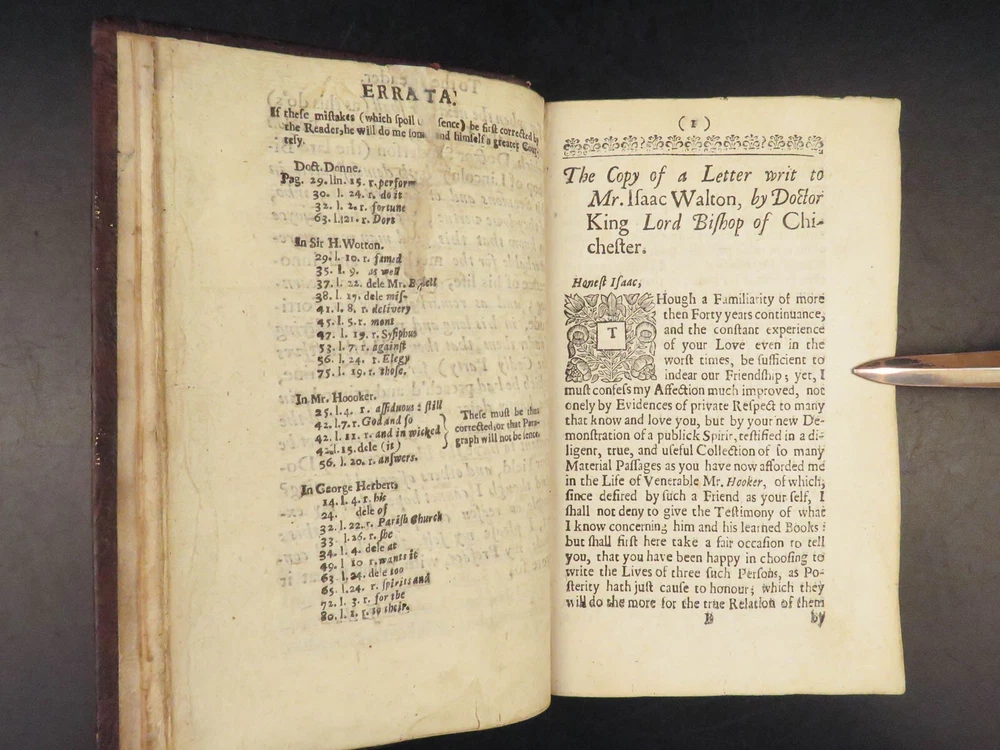 ERRATA.
If theſe miſtakes (which ſpoil ſence) be firſt corrected by
the Reader, he will do me ſom and himſelf a greater Cour-
teſy.
Doct. Donne.
Pag. 29. lin. 15. r. perform
30. l. 24. r. do it
32. l. 2. r. fortune
63. l. 21. r. Dort
In Sir H. Wotton.
29. l. 10. r. famed
35. l. 9. as well
37. l. 22. dele Mr.
38. l. 17. dele miſ-
41. l. 8. r. delivery
45. l. 5. r. mont
47. l. 19. r. Syſiphus
53. l. 7. r. againſt
56. l. 24. r. Elegy
75. l. 19. r. thoſe.
In Mr. Hoooker.
25. l. 4. r. aſſiduous : ſtill
42. l. 7. r. God and ſo
42. l. 11. r. and in wicked
42. l. 15. dele (it)
56. l. 20. r. anſwers.
Theſe muſt be thus
corrected, or that Para-
graph will not be ſence.
In George Herbert,
14. l. 4. r. his
24. dele of
32. l. 22. r. Pariſh Church
33 l. 26. r. ſhe
34. l. 4. dele at
49. l 10 r. wants it
63. l. 24. dele too
65. l. 24. r. ſpirits and
72. l. 3. r. for the
80. l. 1. r. to their.
(1)
The Copy of a Letter writ to
Mr. Iſaac Walton, by Doctor
King Lord Biſhop of Chi-
cheſter.
Honeſt Iſaac,
THough a Familiarity of more
then Forty years continuance,
and the conſtant experience
of your Love even in the
worſt times, be ſufficient to
indear our Friendſhip; yet, I
muſt confeſs my Affection much improved, not
onely by Evidences of private Reſpect to many
that know and love you, but by your new De-
monſtration of a publick Spirit, teſtified in a di-
ligent, true, and uſeful Collection of ſo many
Material Paſſages as you have now afforded me
in the Life of Venerable Mr. Hooker, of which,
ſince deſired by ſuch a Friend as your ſelf, I
ſhall not deny to give the Teſtimony of what
I know concerning him and his learned Books :
but ſhall firſt here take a fair occaſion to tell
you, that you have been happy in chooſing to
write the Lives of three ſuch Perſons, as Po-
ſterity hath juſt cauſe to honour; which they
will do the more for the true Relation of them
B by